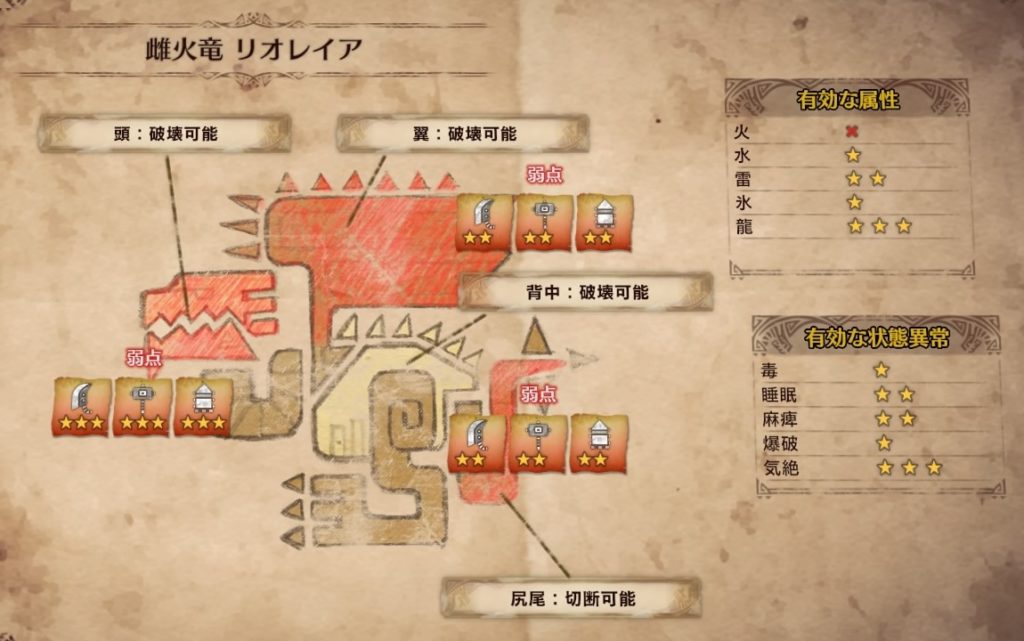 雌火竜 リオレイア
頭：破壊可能
翼：破壊可能
弱点
背中：破壊可能
弱点
弱点
尻尾：切断可能
有効な属性
火
水
雷
氷
龍
有効な状態異常
毒
睡眠
麻痺
爆破
気絶